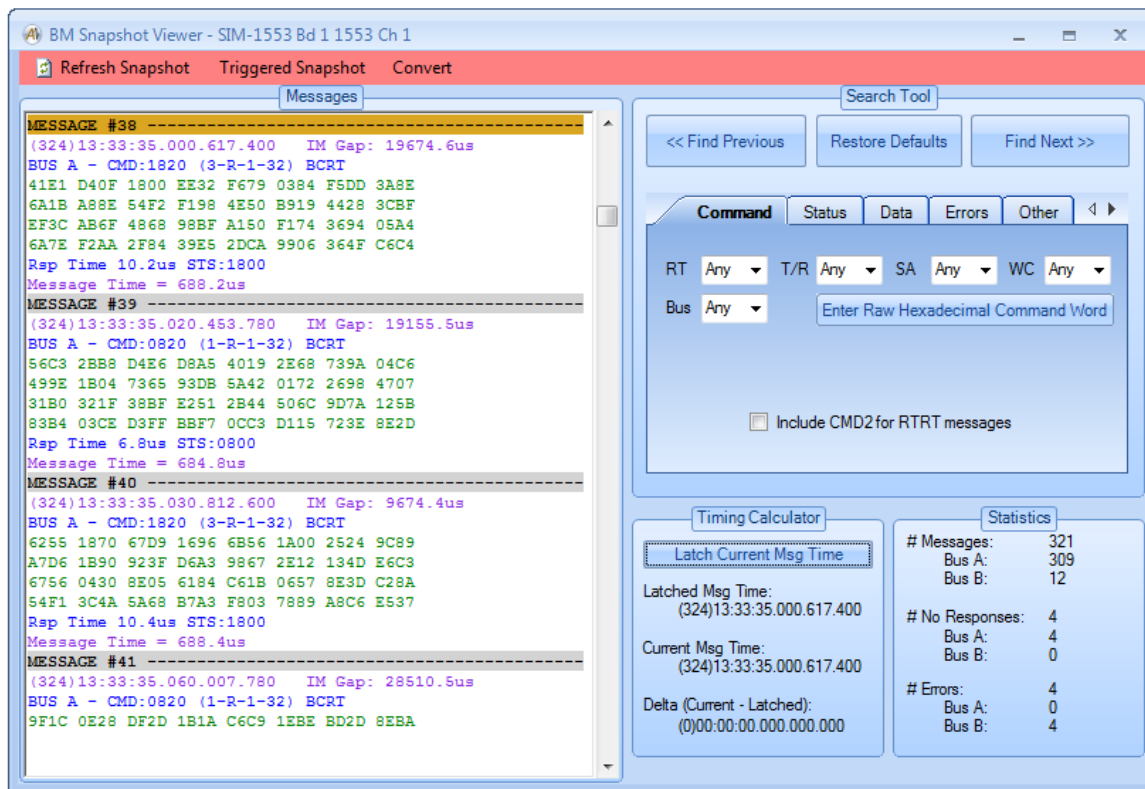 BM Snapshot Viewer - SIM-1553 Bd 1 1553 Ch 1
Refresh Snapshot Triggered Snapshot Convert
Messages
MESSAGE #38 --------------------------------------------
(324)13:33:35.000.617.400 IM Gap: 19674.6us
BUS A - CMD:1820 (3-R-1-32) BCRT
41E1 D40F 1800 EE32 F679 0384 F5DD 3A8E
6A1B A88E 54F2 F198 4E50 B919 4428 3CBF
EF3C AB6F 4868 98BF A150 F174 3694 05A4
6A7E F2AA 2F84 39E5 2DCA 9906 364F C6C4
Rsp Time 10.2us STS:1800
Message Time = 688.2us
MESSAGE #39 --------------------------------------------
(324)13:33:35.020.453.780 IM Gap: 19155.5us
BUS A - CMD:0820 (1-R-1-32) BCRT
56C3 2BB8 D4E6 D8A5 4019 2E68 739A 04C6
499E 1B04 7365 93DB 5A42 0172 2698 4707
31B0 321F 38BF E251 2B44 506C 9D7A 125B
83B4 03CE D3FF BBF7 0CC3 D115 723E 8E2D
Rsp Time 6.8us STS:0800
Message Time = 684.8us
MESSAGE #40 --------------------------------------------
(324)13:33:35.030.812.600 IM Gap: 9674.4us
BUS A - CMD:1820 (3-R-1-32) BCRT
6255 1870 67D9 1696 6B56 1A00 2524 9C89
A7D6 1B90 923F D6A3 9867 2E12 134D E6C3
6756 0430 8E05 6184 C61B 0657 8E3D C28A
54F1 3C4A 5A68 B7A3 F803 7889 A8C6 E537
Rsp Time 10.4us STS:1800
Message Time = 688.4us
MESSAGE #41 --------------------------------------------
(324)13:33:35.060.007.780 IM Gap: 28510.5us
BUS A - CMD:0820 (1-R-1-32) BCRT
9F1C 0E28 DF2D 1B1A C6C9 1EBE BD2D 8EBA
Search Tool
<< Find Previous Restore Defaults Find Next >>
Command Status Data Errors Other
RT Any T/R Any SA Any WC Any
Bus Any Enter Raw Hexadecimal Command Word
Include CMD2 for RTRT messages
Timing Calculator
Latch Current Msg Time
Latched Msg Time:
(324)13:33:35.000.617.400
Current Msg Time:
(324)13:33:35.000.617.400
Delta (Current - Latched):
(0)00:00:00.000.000.000
Statistics
# Messages: 321
Bus A: 309
Bus B: 12
# No Responses: 4
Bus A: 4
Bus B: 0
# Errors: 4
Bus A: 0
Bus B: 4